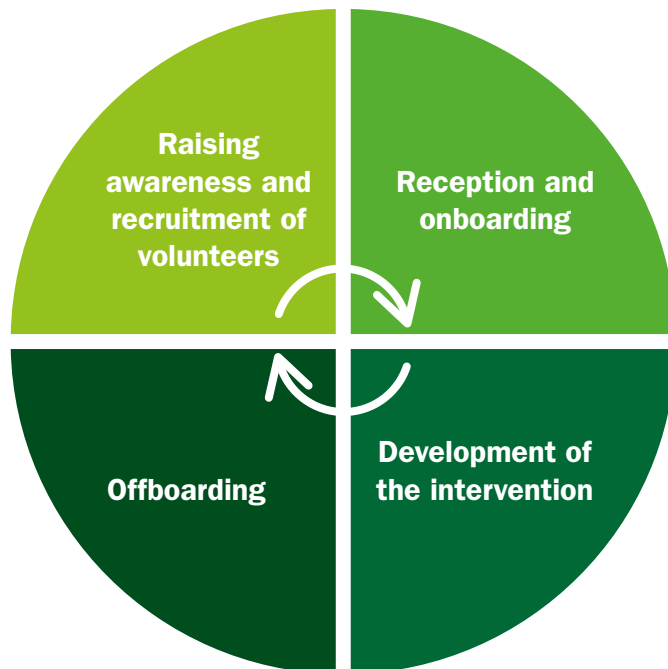 Raising
awareness and
recruitment of
volunteers
Reception and
onboarding
Development of
the intervention
Offboarding